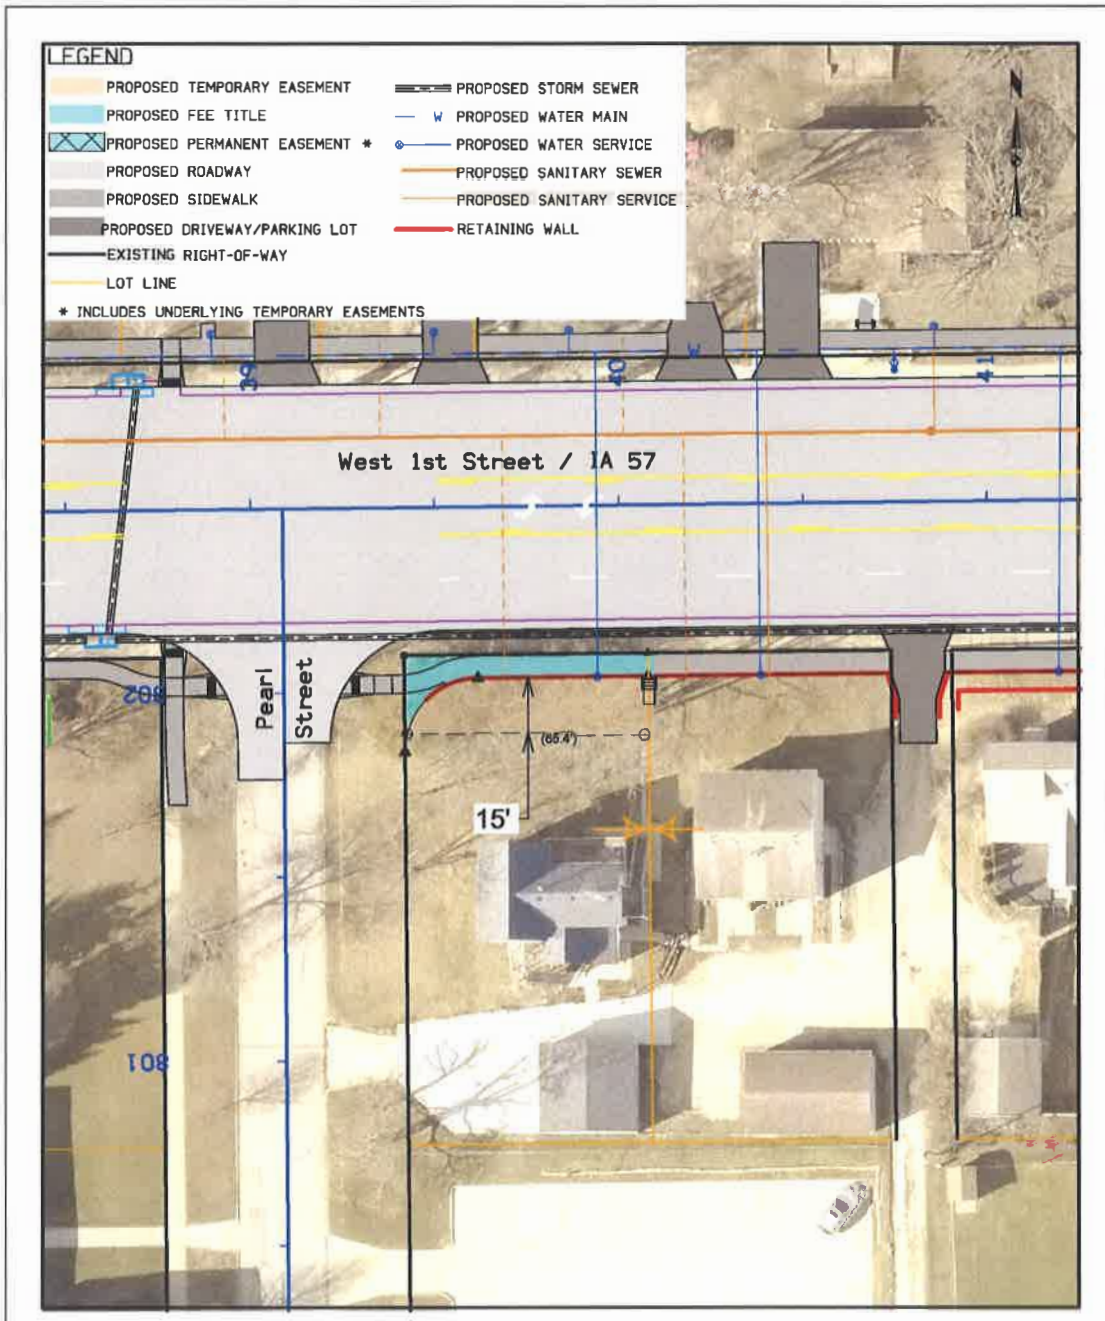 LEGEND
PROPOSED TEMPORARY EASEMENT
PROPOSED FEE TITLE
PROPOSED PERMANENT EASEMENT *
PROPOSED ROADWAY
PROPOSED SIDEWALK
PROPOSED DRIVEWAY/PARKING LOT
EXISTING RIGHT-OF-WAY
LOT LINE
* INCLUDES UNDERLYING TEMPORARY EASEMENTS
PROPOSED STORM SEWER
W PROPOSED WATER MAIN
PROPOSED WATER SERVICE
PROPOSED SANITARY SEWER
PROPOSED SANITARY SERVICE
RETAINING WALL
N
39
40
W
41
West 1st Street / IA 57
Pearl
Street
802
(65.4')
15'
801